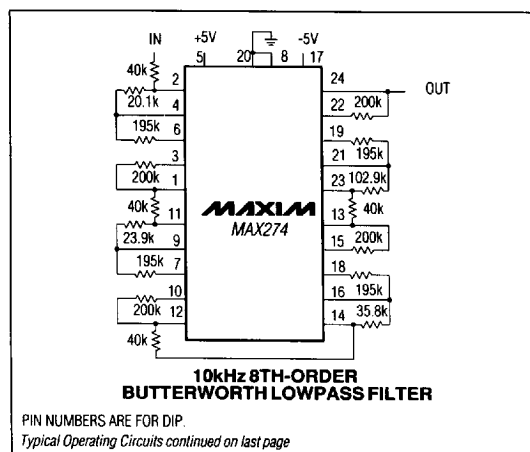 IN +5V -5V
5 20 8 17
40k
2 24 OUT
20.1k 4 22 200k
195k 6 19
3 21 195k
200k 1 23 102.9k
40k 11 MAXIM 13 40k
MAX274
23.9k 9 15 200k
195k 7 18
10 16 195k
200k 12 14 35.8k
40k
10kHz 8TH-ORDER
BUTTERWORTH LOWPASS FILTER
PIN NUMBERS ARE FOR DIP.
Typical Operating Circuits continued on last page